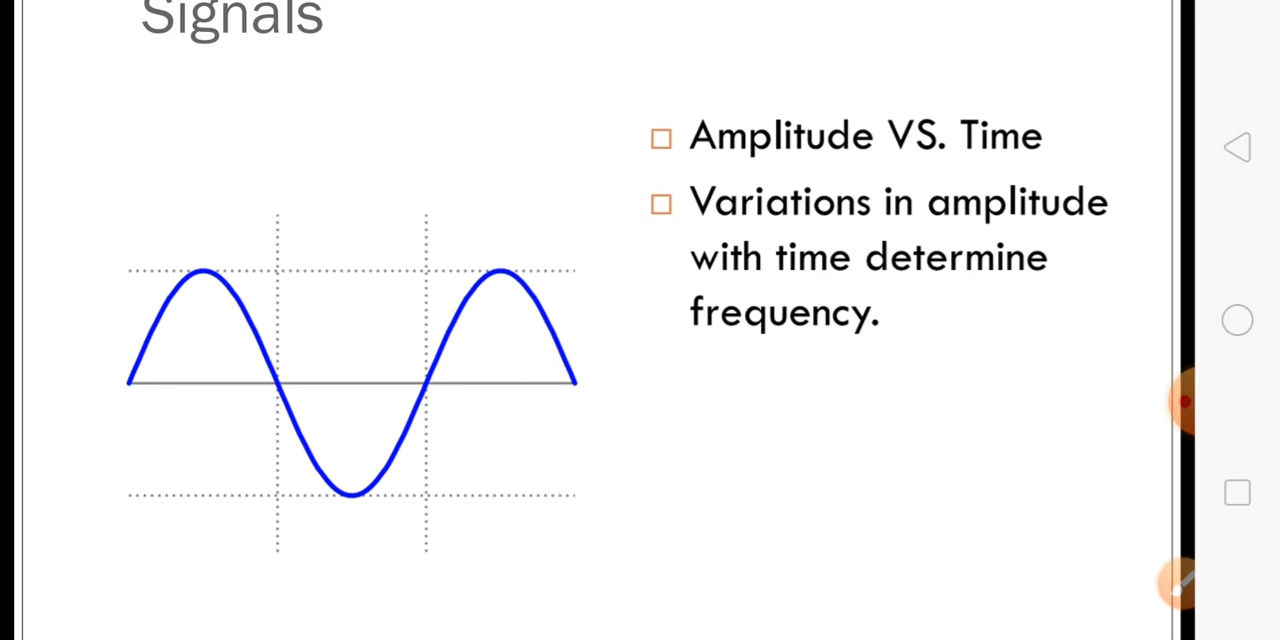 Signals
Amplitude VS. Time
Variations in amplitude
with time determine
frequency.